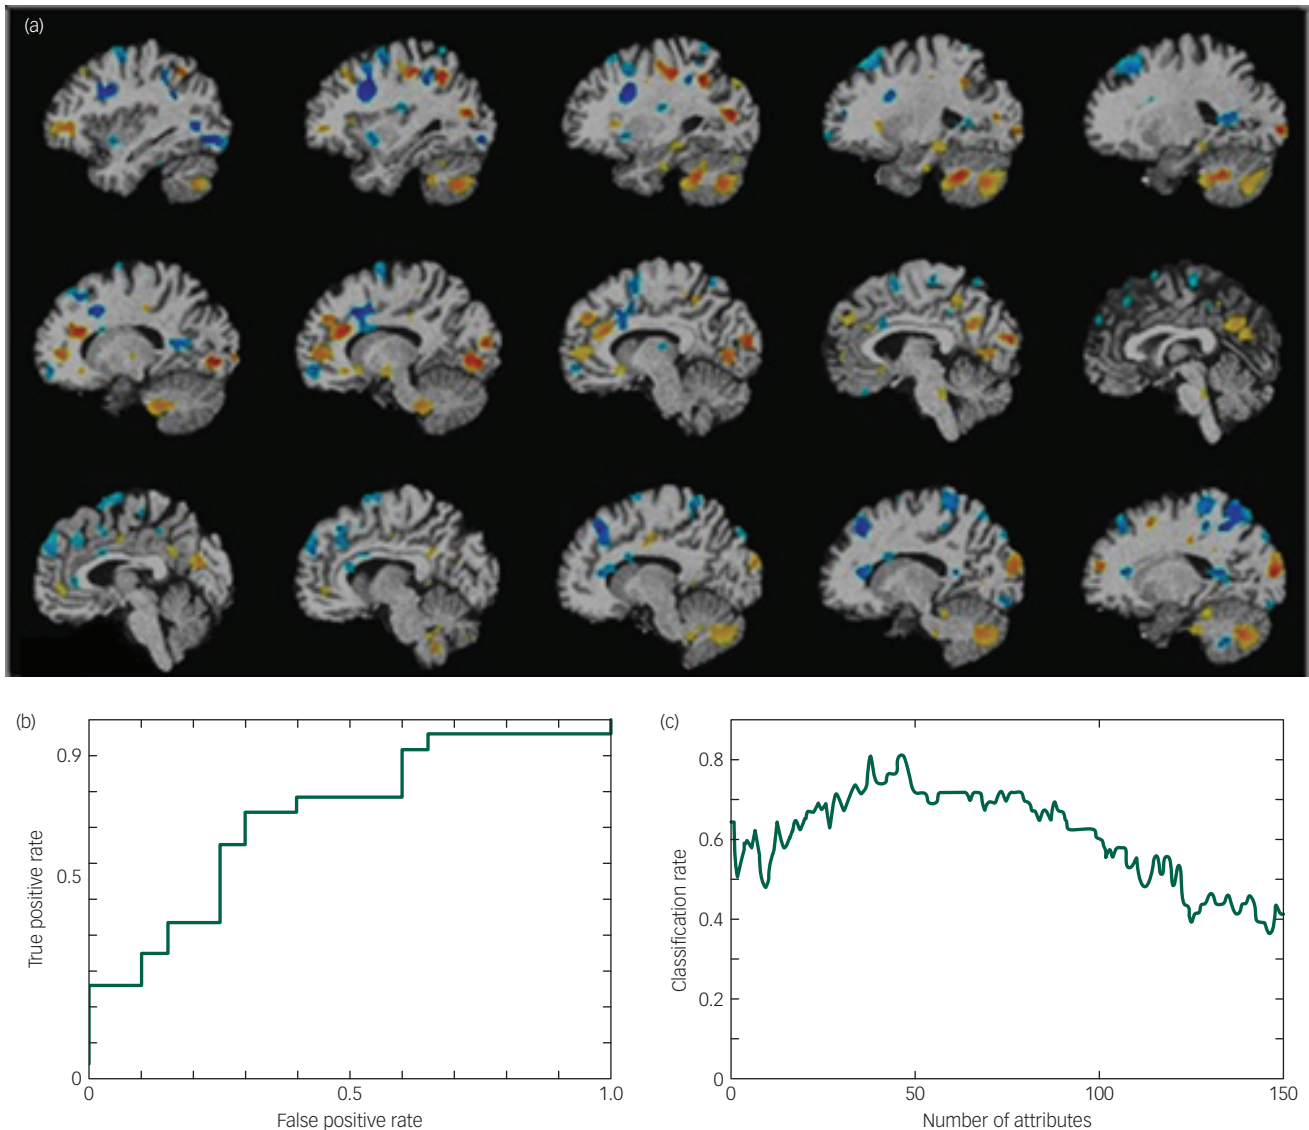 (a)
(b)
0.9
0.5
0
0
0.5
1.0
True positive rate
False positive rate
(c)
0.8
0.6
0.4
0.2
0
0
50
100
150
Classification rate
Number of attributes